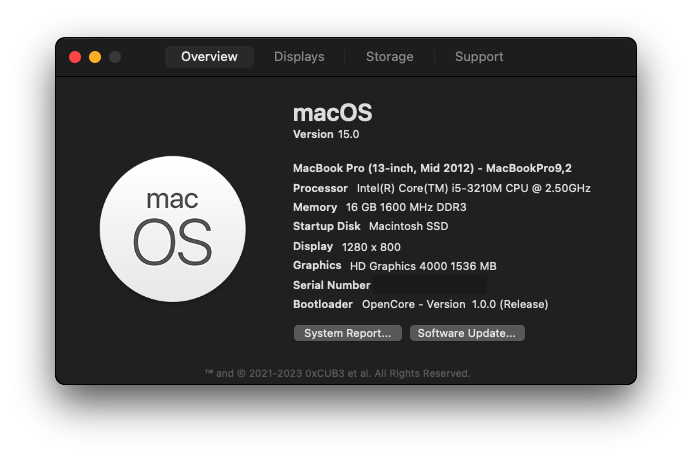 Overview Displays Storage Support
macOS
Version 15.0
MacBook Pro (13-inch, Mid 2012) - MacBookPro9,2
Processor Intel(R) Core(TM) i5-3210M CPU @ 2.50GHz
Memory 16 GB 1600 MHz DDR3
Startup Disk Macintosh SSD
Display 1280 x 800
Graphics HD Graphics 4000 1536 MB
Serial Number
Bootloader OpenCore - Version 1.0.0 (Release)
System Report... Software Update...
™ and © 2021-2023 0xCUB3 et al. All Rights Reserved.
mac
OS